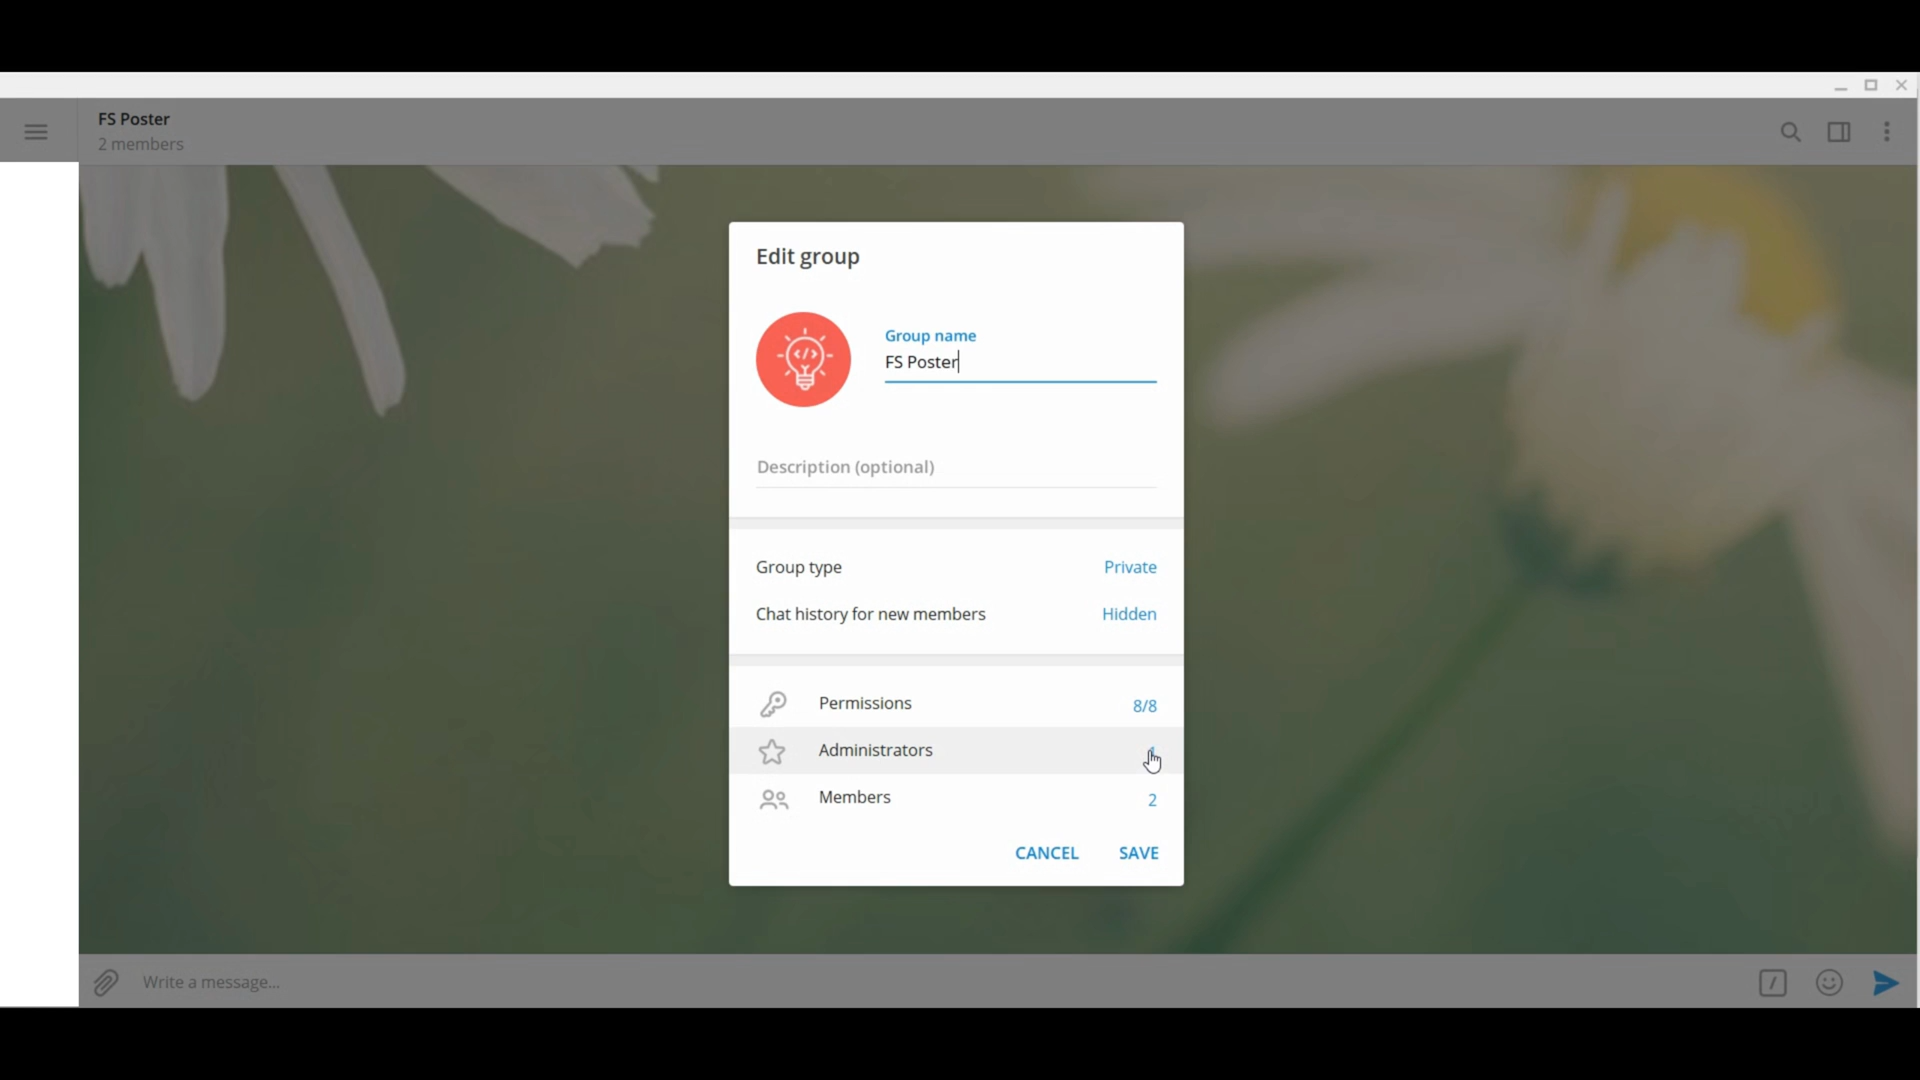 FS Poster
2 members
Edit group
Group name
FS Poster
Description (optional)
Group type Private
Chat history for new members Hidden
Permissions 8/8
Administrators
Members 2
CANCEL SAVE
Write a message...